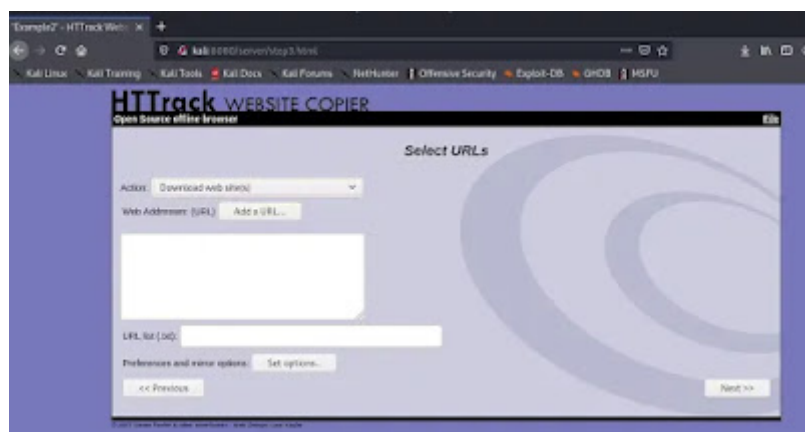 'Example2' - HTTrack Web
kali:8080/server/step3.html
Kali Linux Kali Training Kali Tools Kali Docs Kali Forums NetHunter Offensive Security Exploit-DB GHDB MSFU
HTTrack WEBSITE COPIER
Open Source offline browser
File
Select URLs
Action: Download web site(s)
Web Addresses: (URL) Add a URL...
URL list (.txt):
Preferences and mirror options: Set options...
<< Previous
Next >>